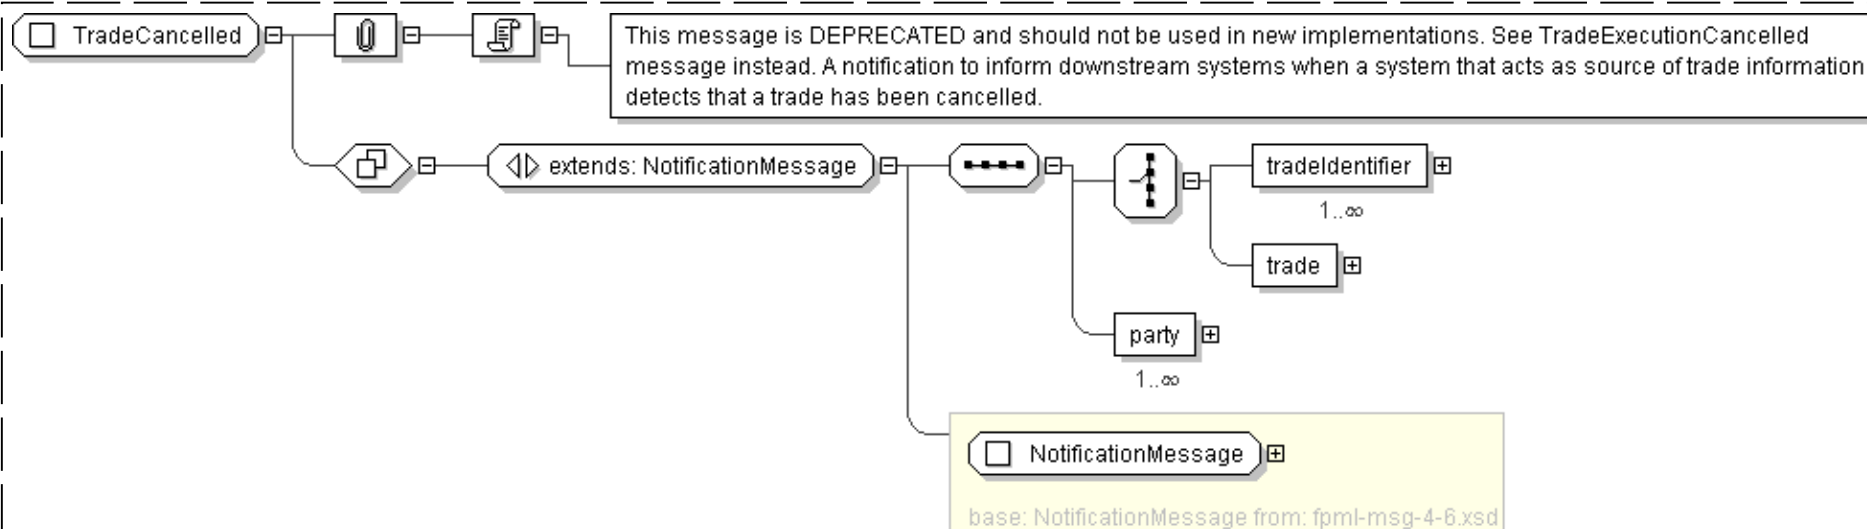 TradeCancelled
This message is DEPRECATED and should not be used in new implementations. See TradeExecutionCancelled
message instead. A notification to inform downstream systems when a system that acts as source of trade information
detects that a trade has been cancelled.
extends: NotificationMessage
tradeIdentifier
1..∞
trade
party
1..∞
NotificationMessage
base: NotificationMessage from: fpml-msg-4-6.xsd